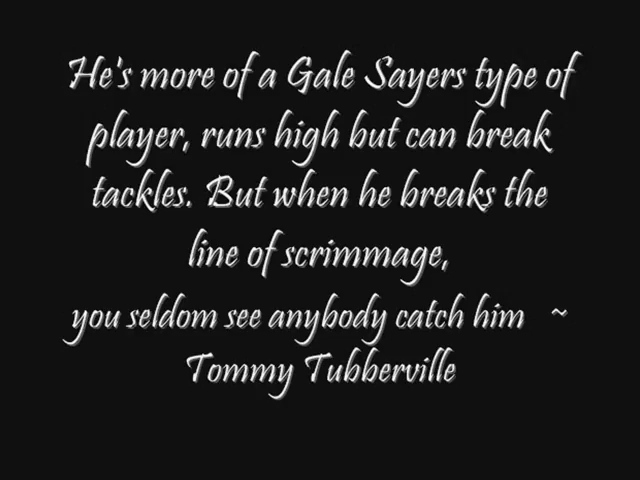 He's more of a Gale Sayers type of
player, runs high but can break
tackles. But when he breaks the
line of scrimmage,
you seldom see anybody catch him ~
Tommy Tubberville